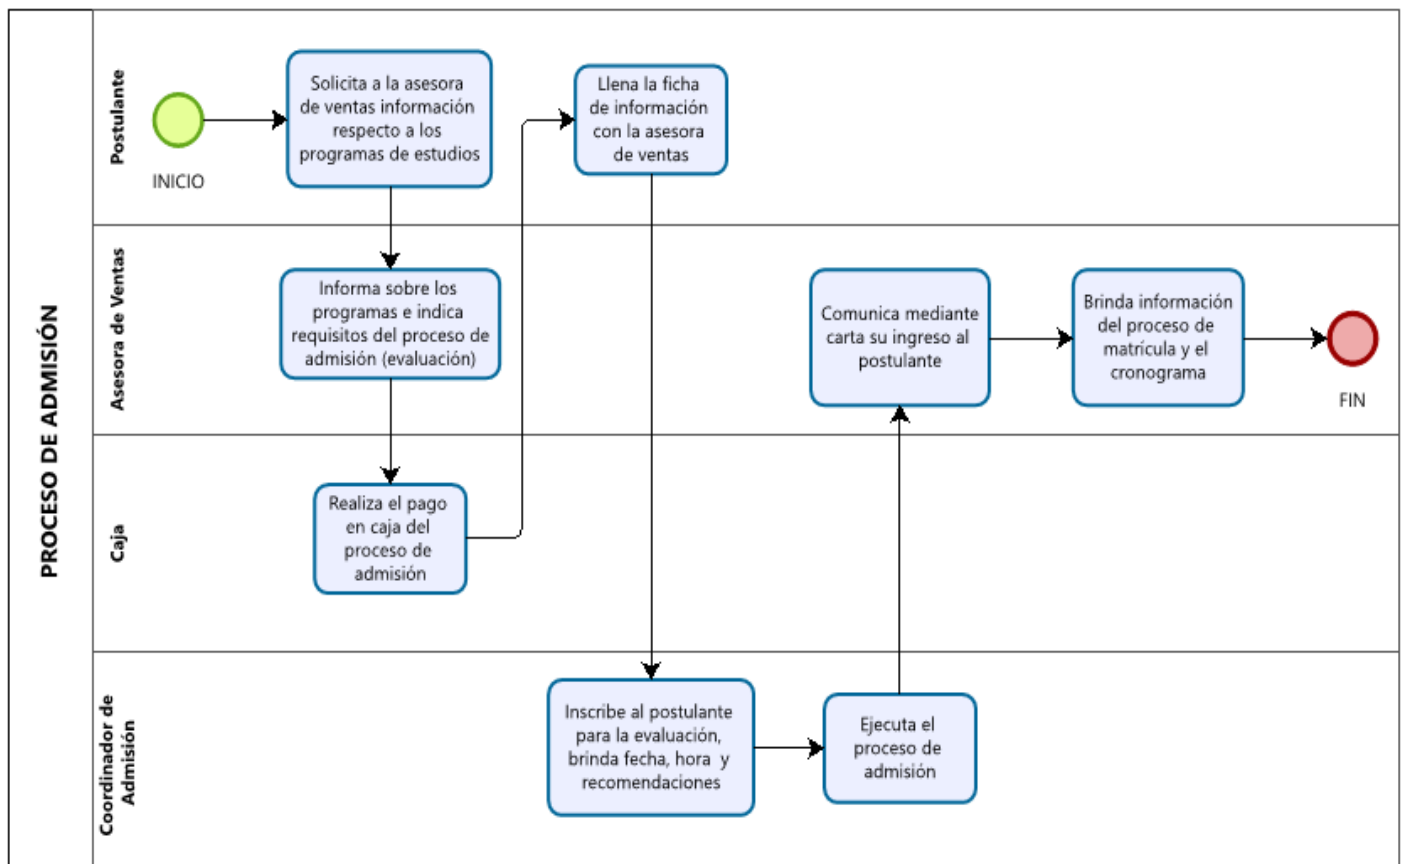 PROCESO DE ADMISIÓN
Postulante
INICIO
Solicita a la asesora
de ventas información
respecto a los
programas de estudios
Llena la ficha
de información
con la asesora
de ventas
Asesora de Ventas
Informa sobre los
programas e indica
requisitos del proceso de
admisión (evaluación)
Comunica mediante
carta su ingreso al
postulante
Brinda información
del proceso de
matrícula y el
cronograma
FIN
Caja
Realiza el pago
en caja del
proceso de
admisión
Coordinador de
Admisión
Inscribe al postulante
para la evaluación,
brinda fecha, hora y
recomendaciones
Ejecuta el
proceso de
admisión